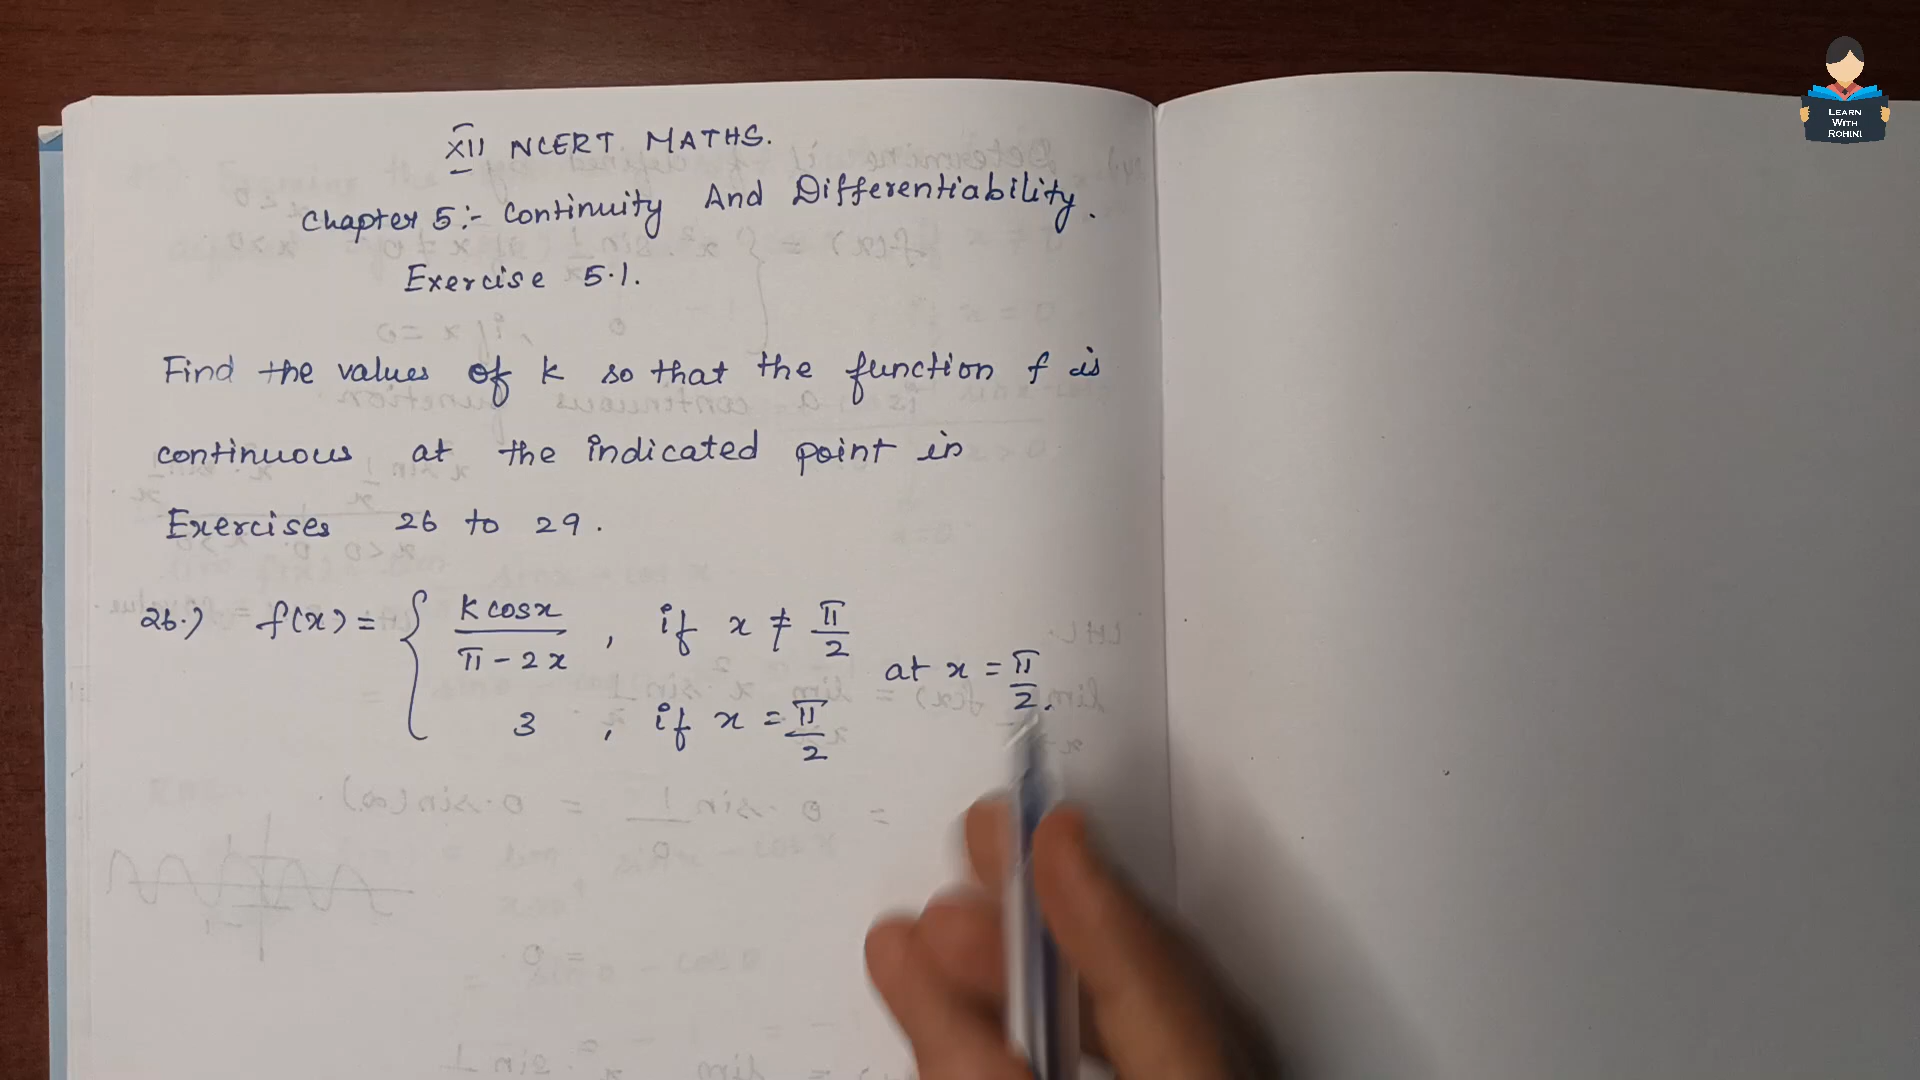 XII NCERT MATHS.
Chapter 5:- Continuity And Differentiability.
Exercise 5.1.
Find the values of k so that the function f is
continuous at the indicated point in
Exercises 26 to 29.
26.) f(x) = { k cosx / π - 2x , if x ≠ π/2
3 , if x = π/2
at x = π/2.
LEARN
WITH
ROHINI